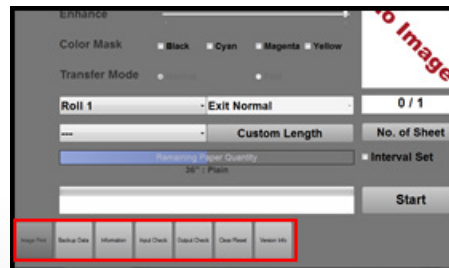 Enhance
Color Mask Black Cyan Magenta Yellow
Transfer Mode
Roll 1 Exit Normal
--- Custom Length
Remaining Paper Quantity
36" : Plain
o Image
0 / 1
No. of Sheet
Interval Set
Start
Image Print Backup Data Information Input Check Output Check Clear/Reset Version Info